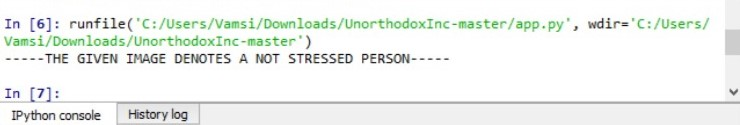 In [6]: runfile('C:/Users/Vamsi/Downloads/UnorthodoxInc-master/app.py', wdir='C:/Users/
Vamsi/Downloads/UnorthodoxInc-master')
-----THE GIVEN IMAGE DENOTES A NOT STRESSED PERSON-----
In [7]:
IPython console History log